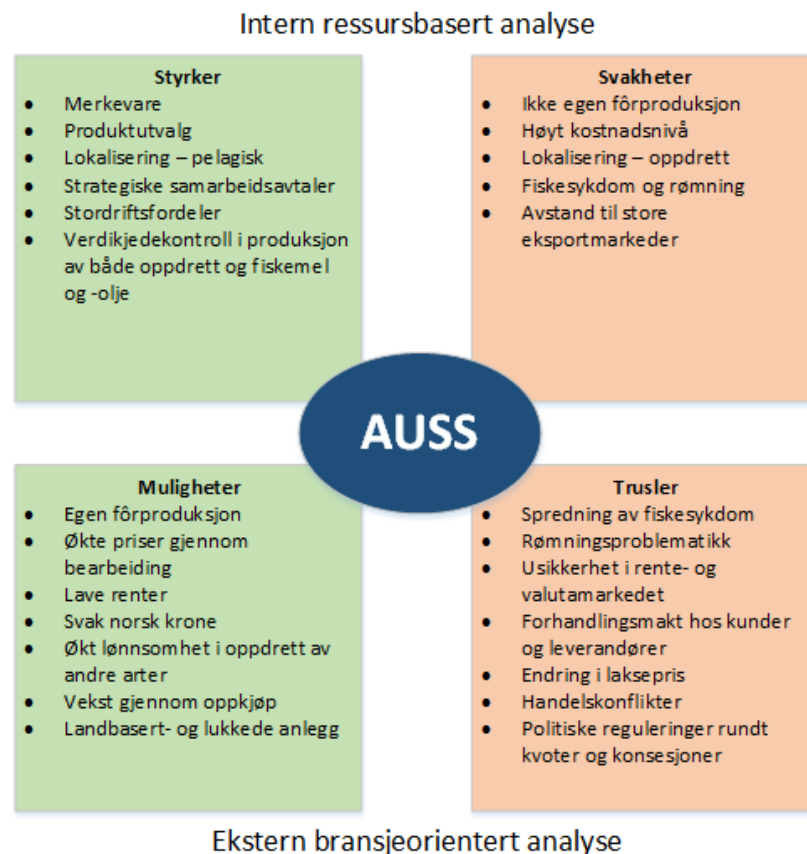 Intern ressursbasert analyse
Styrker
• Merkevare
• Produktutvalg
• Lokalisering – pelagisk
• Strategiske samarbeidsavtaler
• Stordriftsfordeler
• Verdikjedekontroll i produksjon
av både oppdrett og fiskemel
og -olje
Svakheter
• Ikke egen fôrproduksjon
• Høyt kostnadsnivå
• Lokalisering – oppdrett
• Fiskesykdom og rømning
• Avstand til store
eksportmarkeder
AUSS
Muligheter
• Egen fôrproduksjon
• Økte priser gjennom
bearbeiding
• Lave renter
• Svak norsk krone
• Økt lønnsomhet i oppdrett av
andre arter
• Vekst gjennom oppkjøp
• Landbasert- og lukkede anlegg
Trusler
• Spredning av fiskesykdom
• Rømningsproblematikk
• Usikkerhet i rente- og
valutamarkedet
• Forhandlingsmakt hos kunder
og leverandører
• Endring i laksepris
• Handelskonflikter
• Politiske reguleringer rundt
kvoter og konsesjoner
Ekstern bransjeorientert analyse